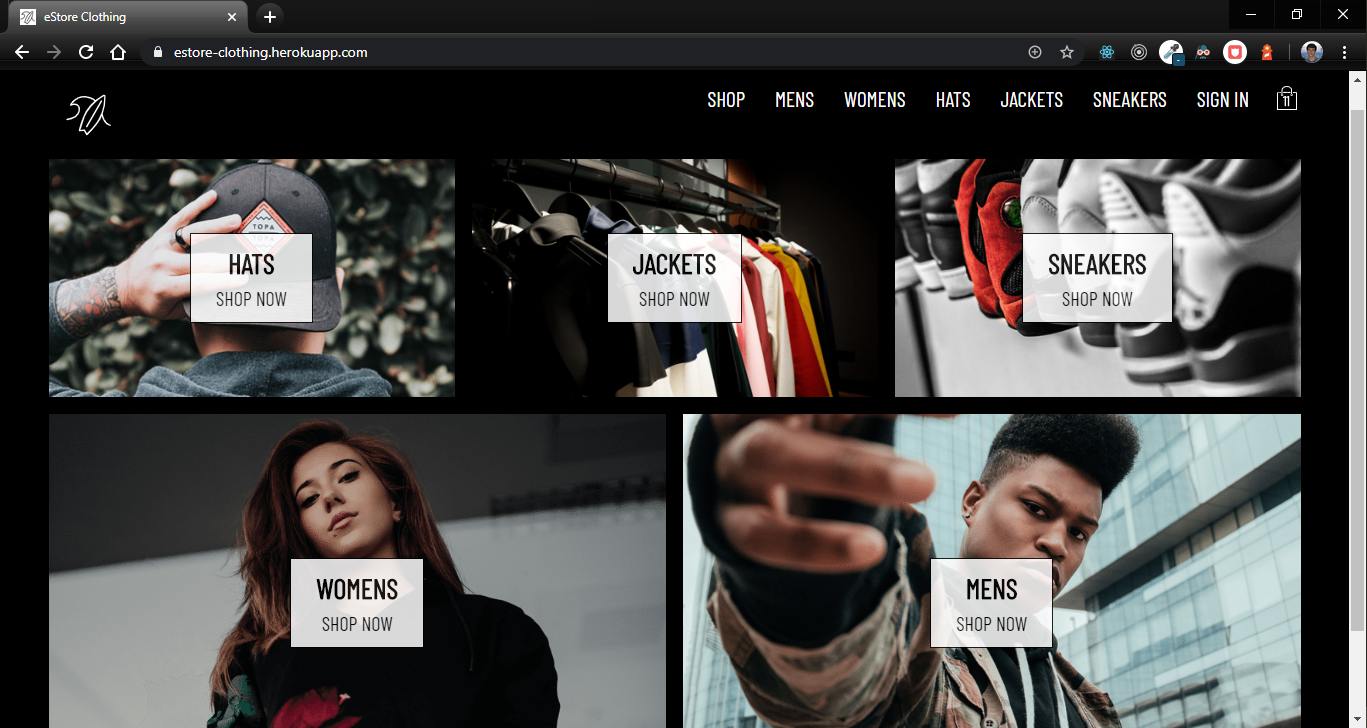 eStore Clothing
estore-clothing.herokuapp.com
SHOP MENS WOMENS HATS JACKETS SNEAKERS SIGN IN 11
TOPA
HATS
SHOP NOW
JACKETS
SHOP NOW
SNEAKERS
SHOP NOW
WOMENS
SHOP NOW
MENS
SHOP NOW